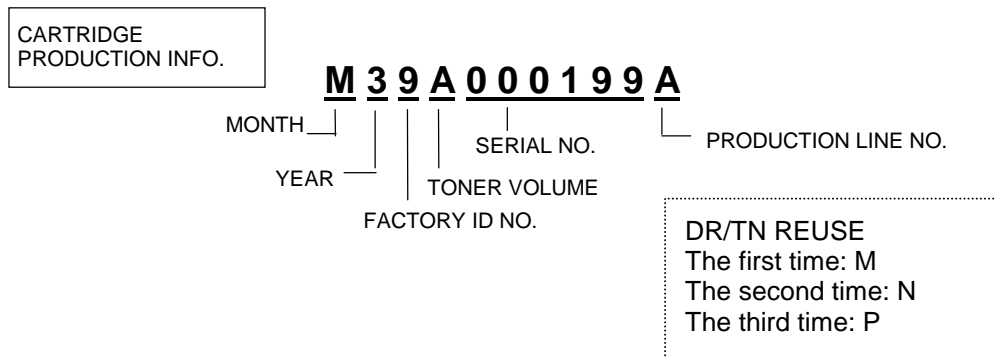 CARTRIDGE
PRODUCTION INFO.
M 3 9 A 0 0 0 1 9 9 A
MONTH
SERIAL NO.
PRODUCTION LINE NO.
YEAR
TONER VOLUME
FACTORY ID NO.
DR/TN REUSE
The first time: M
The second time: N
The third time: P